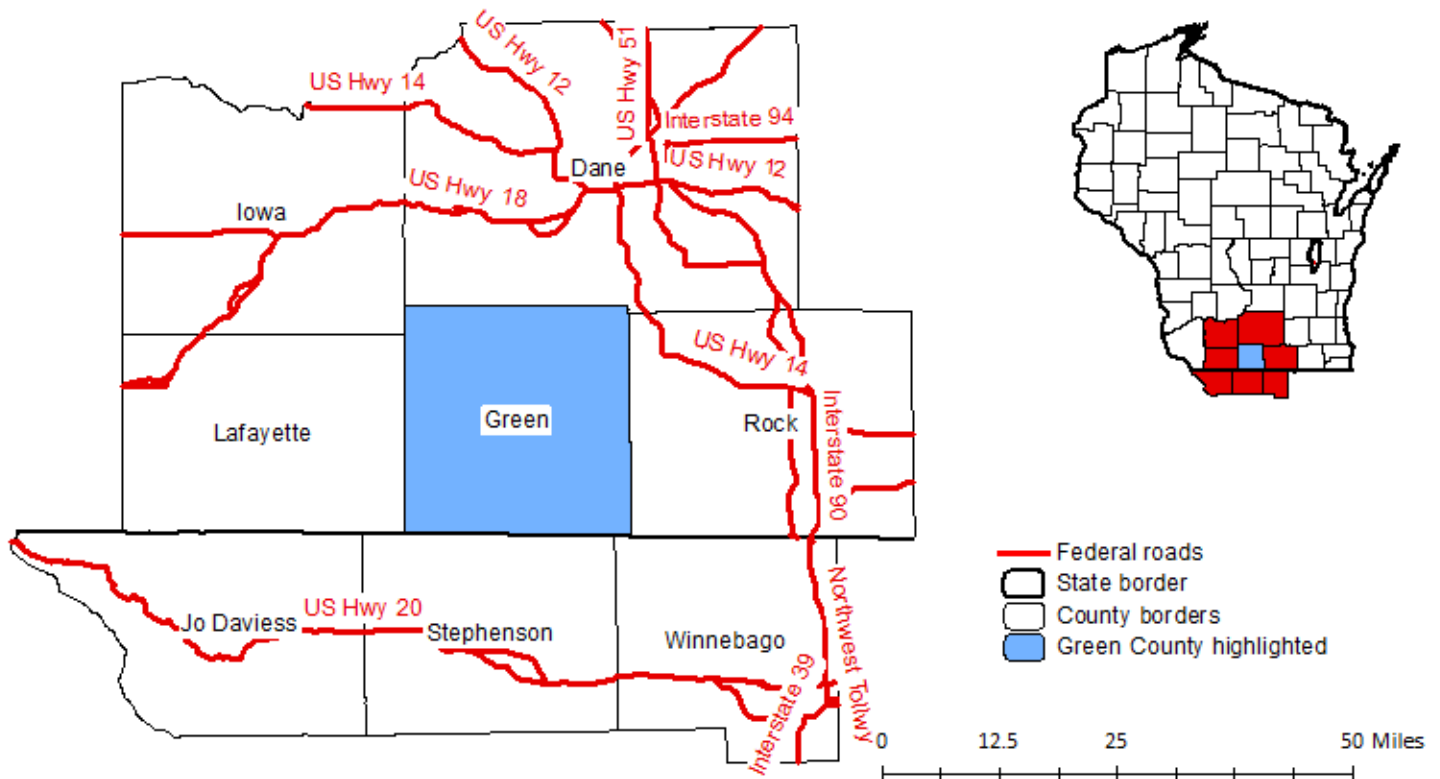 US Hwy 12
US Hwy 51
US Hwy 14
Interstate 94
US Hwy 12
Dane
US Hwy 18
Iowa
US Hwy 14
Green
Rock
Lafayette
Interstate 90
Federal roads
State border
County borders
Green County highlighted
Northwest Tollwy
US Hwy 20
Jo Daviess
Stephenson
Winnebago
Interstate 39
0 12.5 25 50 Miles